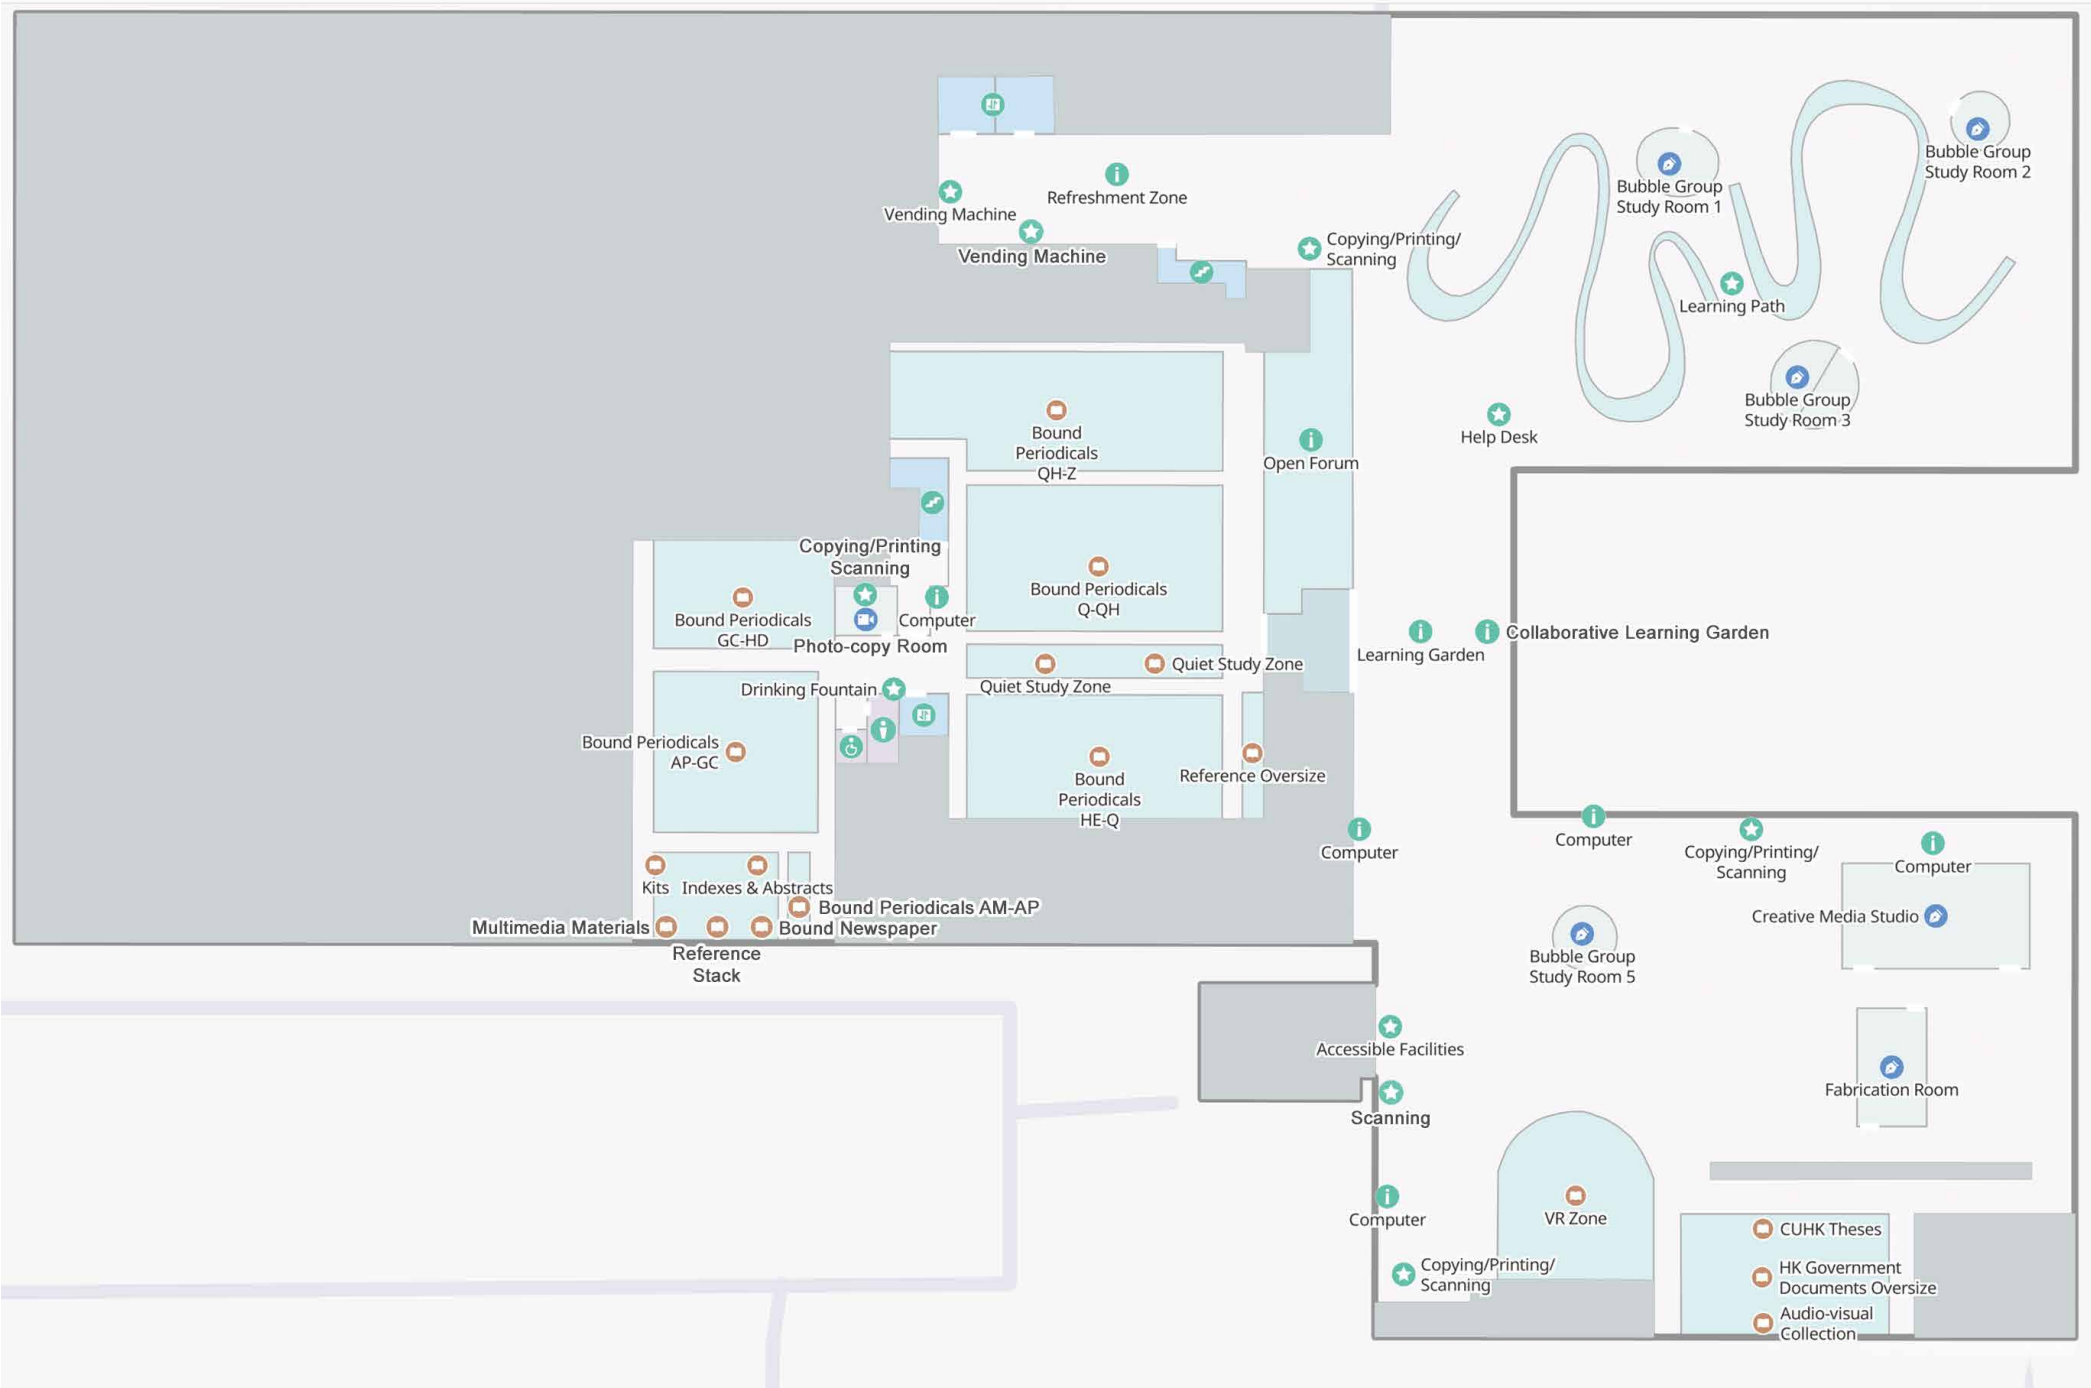 Bubble Group
Study Room 2
Bubble Group
Study Room 1
Refreshment Zone
Vending Machine
Vending Machine
Copying/Printing/
Scanning
Learning Path
Bubble Group
Study Room 3
Help Desk
Open Forum
Bound
Periodicals
QH-Z
Copying/Printing
Scanning
Bound Periodicals
Q-QH
Bound Periodicals
GC-HD
Computer
Photo-copy Room
Learning Garden
Collaborative Learning Garden
Quiet Study Zone
Quiet Study Zone
Drinking Fountain
Bound Periodicals
AP-GC
Reference Oversize
Bound
Periodicals
HE-Q
Computer
Computer
Copying/Printing/
Scanning
Computer
Kits
Indexes & Abstracts
Bound Periodicals AM-AP
Multimedia Materials
Bound Newspaper
Reference
Stack
Creative Media Studio
Bubble Group
Study Room 5
Accessible Facilities
Scanning
Fabrication Room
Computer
VR Zone
Copying/Printing/
Scanning
CUHK Theses
HK Government
Documents Oversize
Audio-visual
Collection